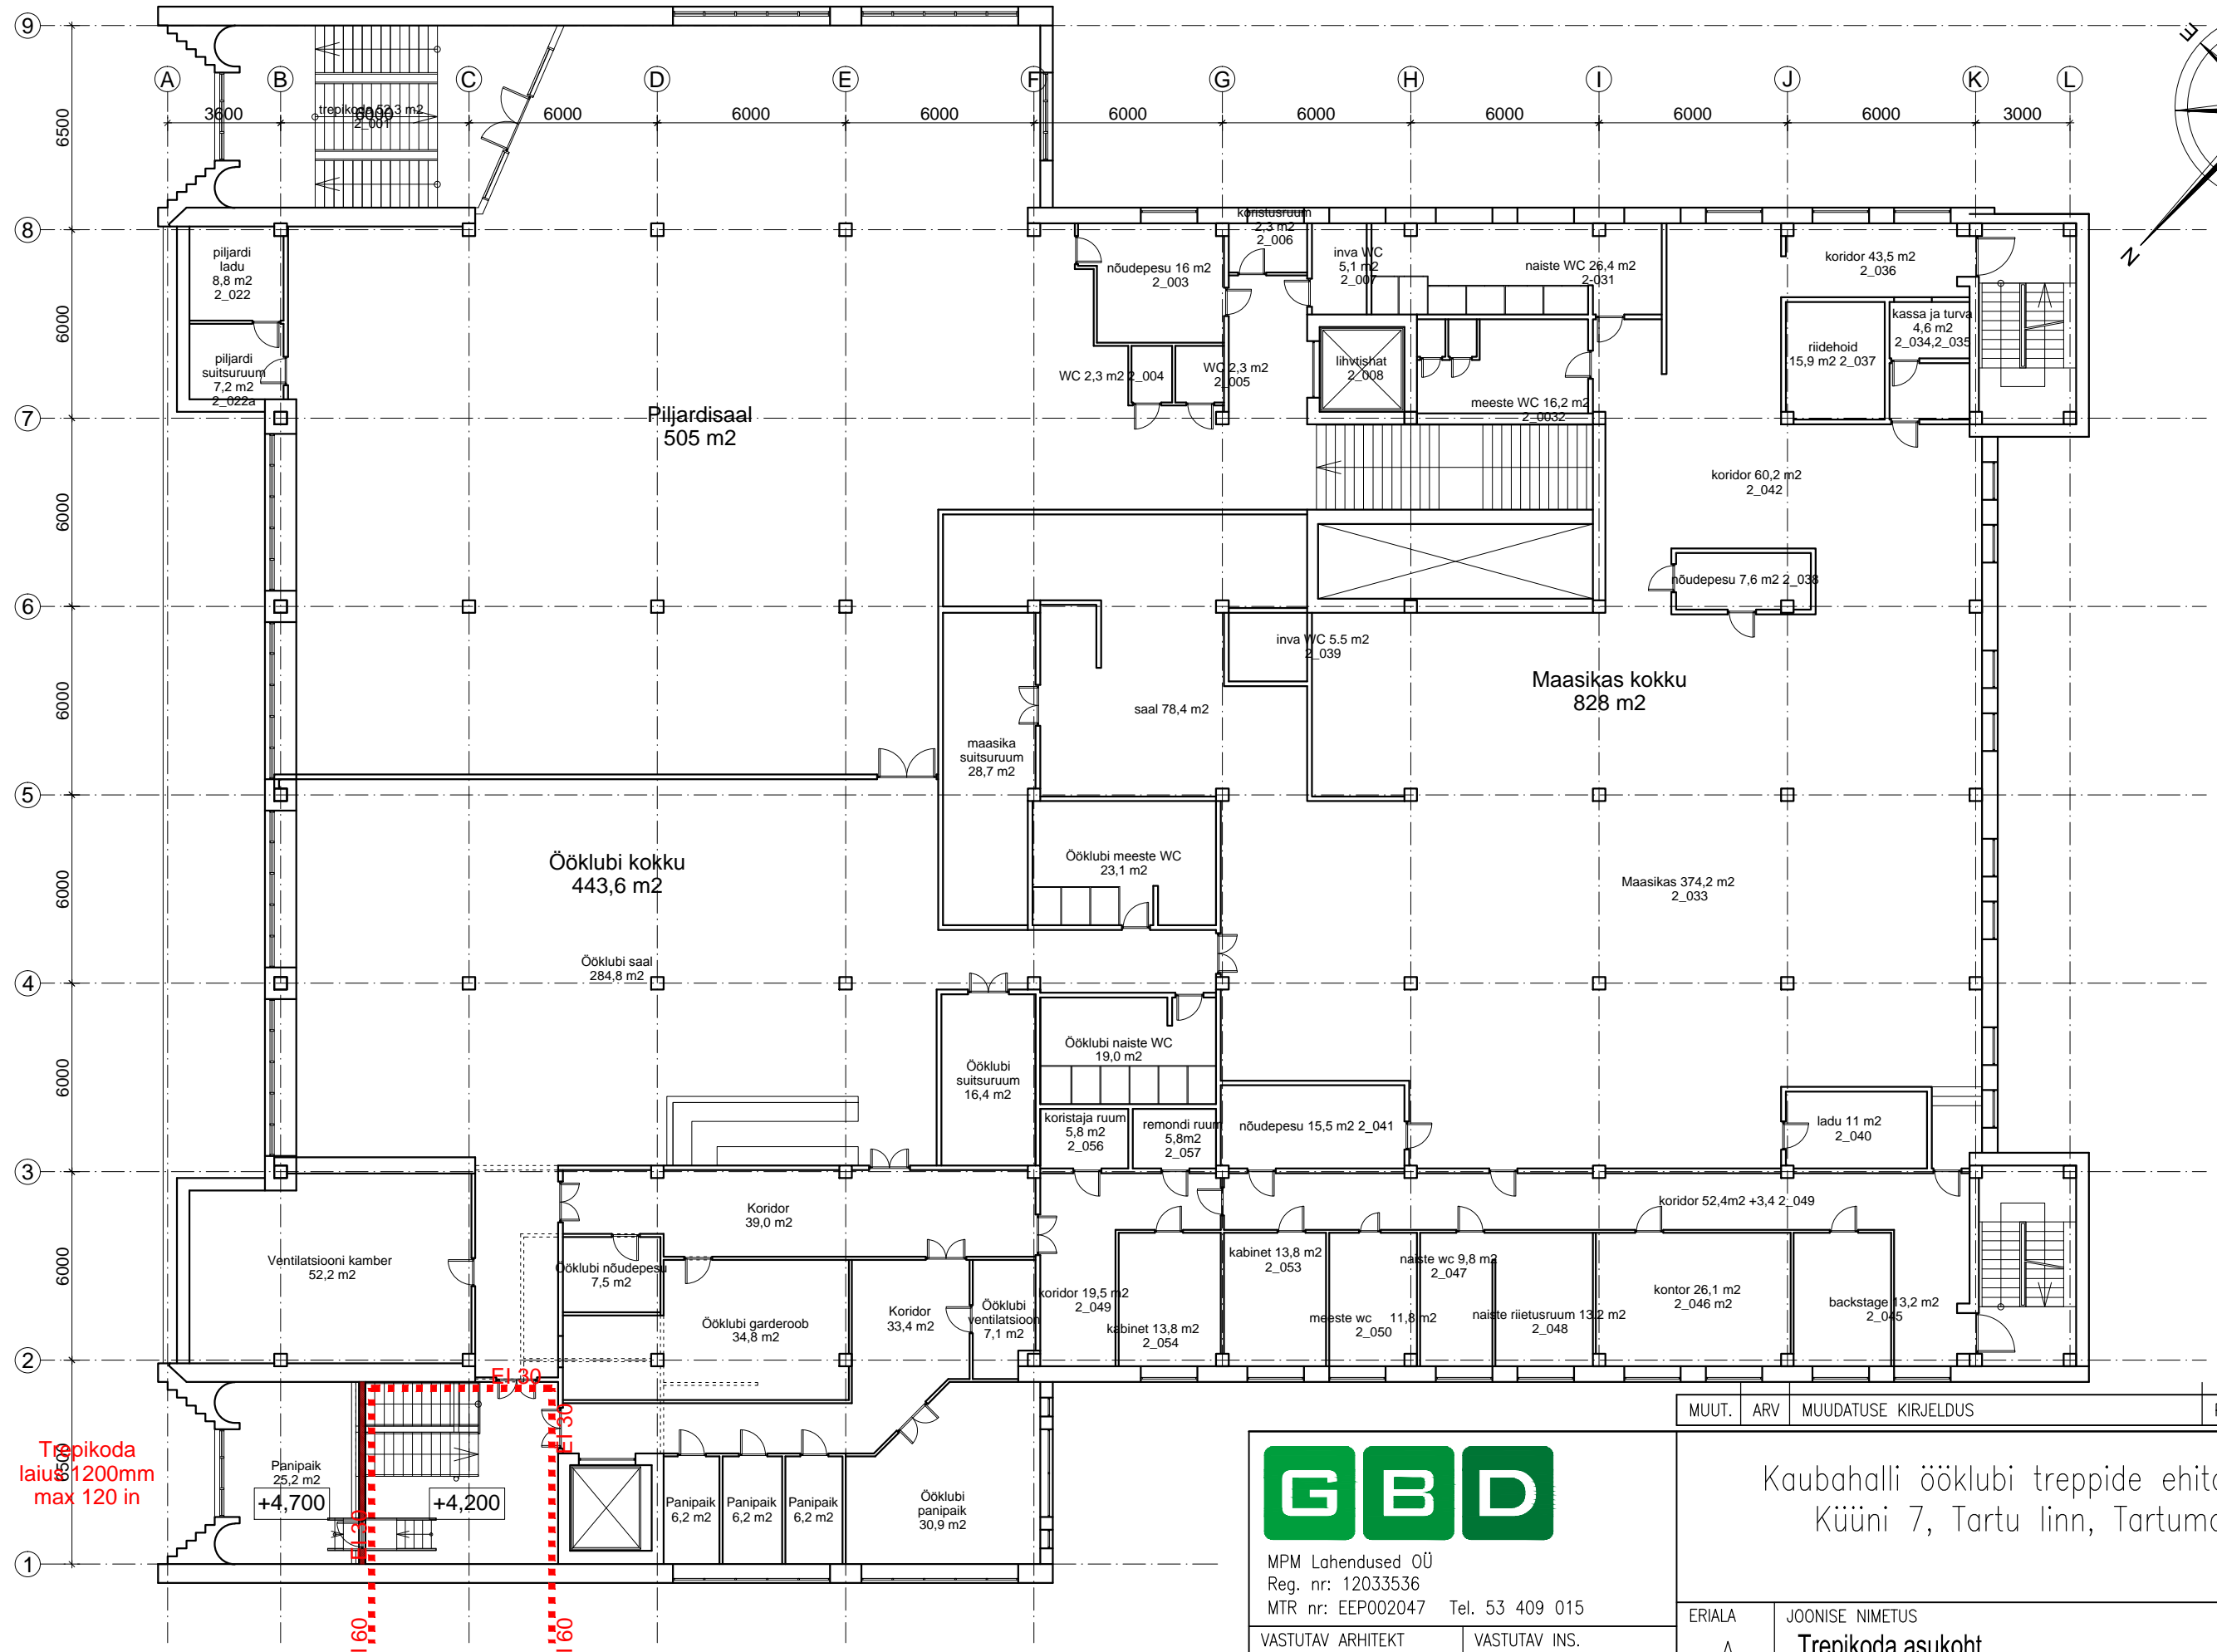 9
A B C D E F G H I J K L
3600 6000 6000 6000 6000 6000 6000 6000 6000 6000 3000
E
N
trepikoda 52,3 m2
2_001
6500
8
piljardi
ladu
8,8 m2
2_022
piljardi
suitsuruum
7,2 m2
2_022a
koristusruum
2,3 m2
2_006
nõudepesu 16 m2
2_003
inva WC
5,1 m2
2_007
naiste WC 26,4 m2
2-031
koridor 43,5 m2
2_036
kassa ja turva
4,6 m2
2_034,2_035
riidehoid
15,9 m2 2_037
WC 2,3 m2 2_004
WC 2,3 m2
2_005
lihvtishat
2_008
meeste WC 16,2 m2
2_0032
6000
7
Piljardisaal
505 m2
koridor 60,2 m2
2_042
6000
nõudepesu 7,6 m2 2_038
6
inva WC 5.5 m2
2_039
Maasikas kokku
828 m2
saal 78,4 m2
maasika
suitsuruum
28,7 m2
6000
5
Ööklubi kokku
443,6 m2
Ööklubi meeste WC
23,1 m2
Maasikas 374,2 m2
2_033
6000
Ööklubi saal
284,8 m2
4
Ööklubi naiste WC
19,0 m2
Ööklubi
suitsuruum
16,4 m2
6000
koristaja ruum
5,8 m2
2_056
remondi ruum
5,8m2
2_057
nõudepesu 15,5 m2 2_041
ladu 11 m2
2_040
3
Koridor
39,0 m2
koridor 52,4m2 +3,4 2_049
Ventilatsiooni kamber
52,2 m2
Ööklubi nõudepesu
7,5 m2
Ööklubi garderoob
34,8 m2
Koridor
33,4 m2
Ööklubi
ventilatsioon
7,1 m2
koridor 19,5 m2
2_049
kabinet 13,8 m2
2_054
kabinet 13,8 m2
2_053
meeste wc 11,8 m2
2_050
naiste wc 9,8 m2
2_047
naiste riietusruum 13,2 m2
2_048
kontor 26,1 m2
2_046 m2
backstage 13,2 m2
2_045
6000
2
EI 30
EI 30
EI 30
Trepikoda
laius 1200mm
max 120 in
6500
Panipaik
25,2 m2
+4,700
+4,200
Panipaik
6,2 m2
Panipaik
6,2 m2
Panipaik
6,2 m2
Ööklubi
panipaik
30,9 m2
1
60
60
MUUT. ARV MUUDATUSE KIRJELDUS
GBD
MPM Lahendused OÜ
Reg. nr: 12033536
MTR nr: EEP002047 Tel. 53 409 015
VASTUTAV ARHITEKT VASTUTAV INS.
Kaubahalli ööklubi treppide
Küüni 7, Tartu linn,
ERIALA JOONISE NIMETUS
Trepikoda asukoht